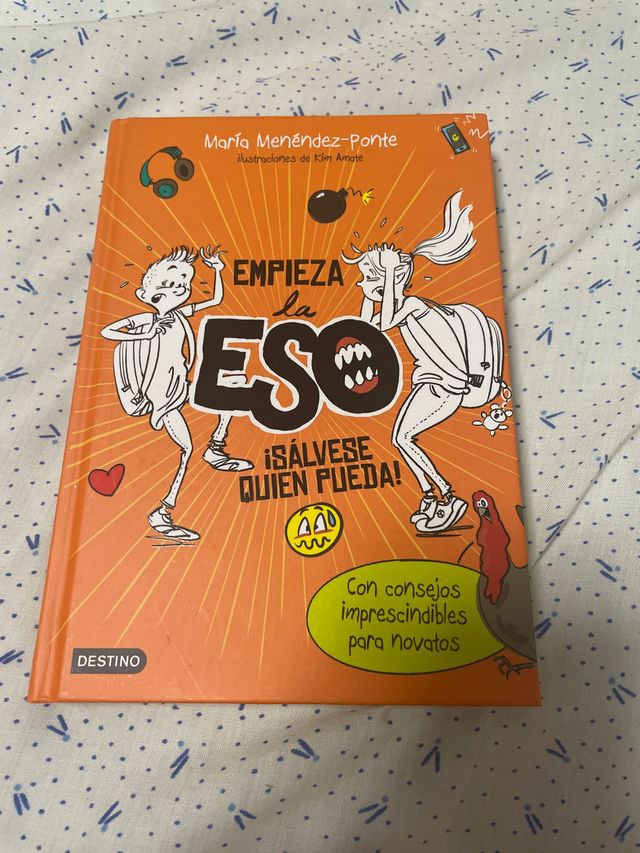 María Menéndez-Ponte
ilustraciones de Kim Amate
EMPIEZA
la
ESO
¡SÁLVESE
QUIEN PUEDA!
Con consejos
imprescindibles
para novatos
DESTINO